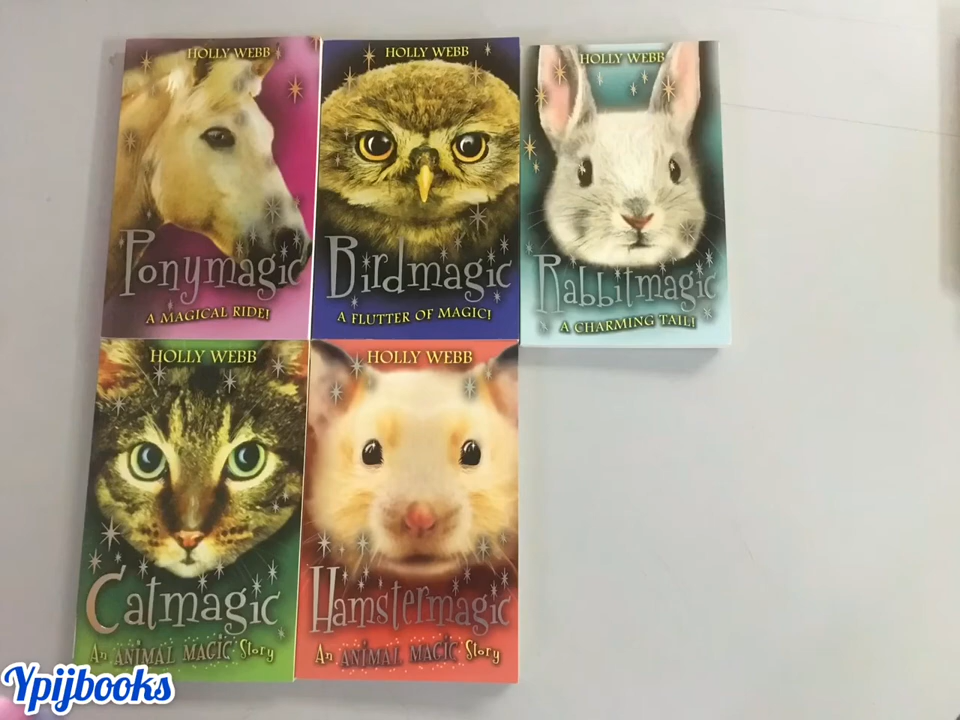 HOLLY WEBB
Ponymagic
A MAGICAL RIDE!
HOLLY WEBB
Birdmagic
A FLUTTER OF MAGIC!
HOLLY WEBB
Rabbitmagic
A CHARMING TAIL!
HOLLY WEBB
Catmagic
An ANIMAL MAGIC Story
HOLLY WEBB
Hamstermagic
An ANIMAL MAGIC Story
Ypijbooks